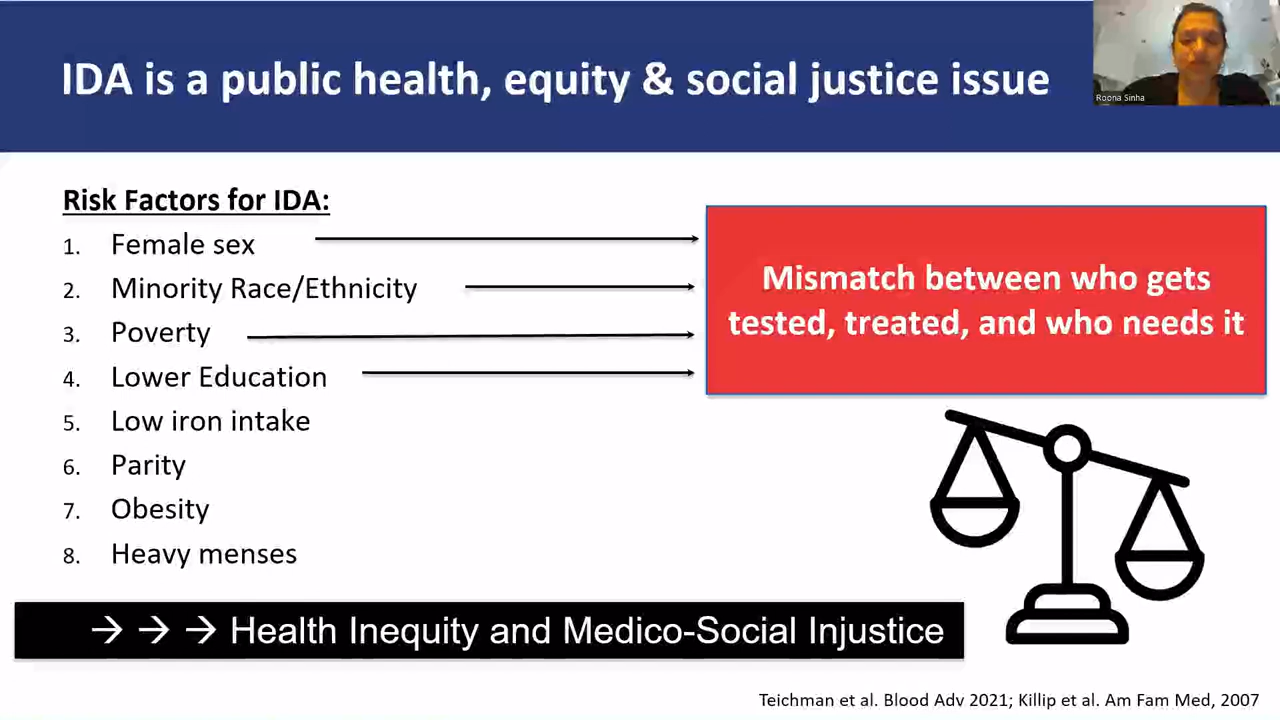 IDA is a public health, equity & social justice issue
Roona Sinha
Risk Factors for IDA:
1. Female sex
2. Minority Race/Ethnicity
3. Poverty
4. Lower Education
5. Low iron intake
6. Parity
7. Obesity
8. Heavy menses
Mismatch between who gets
tested, treated, and who needs it
→ → → Health Inequity and Medico-Social Injustice
Teichman et al. Blood Adv 2021; Killip et al. Am Fam Med, 2007